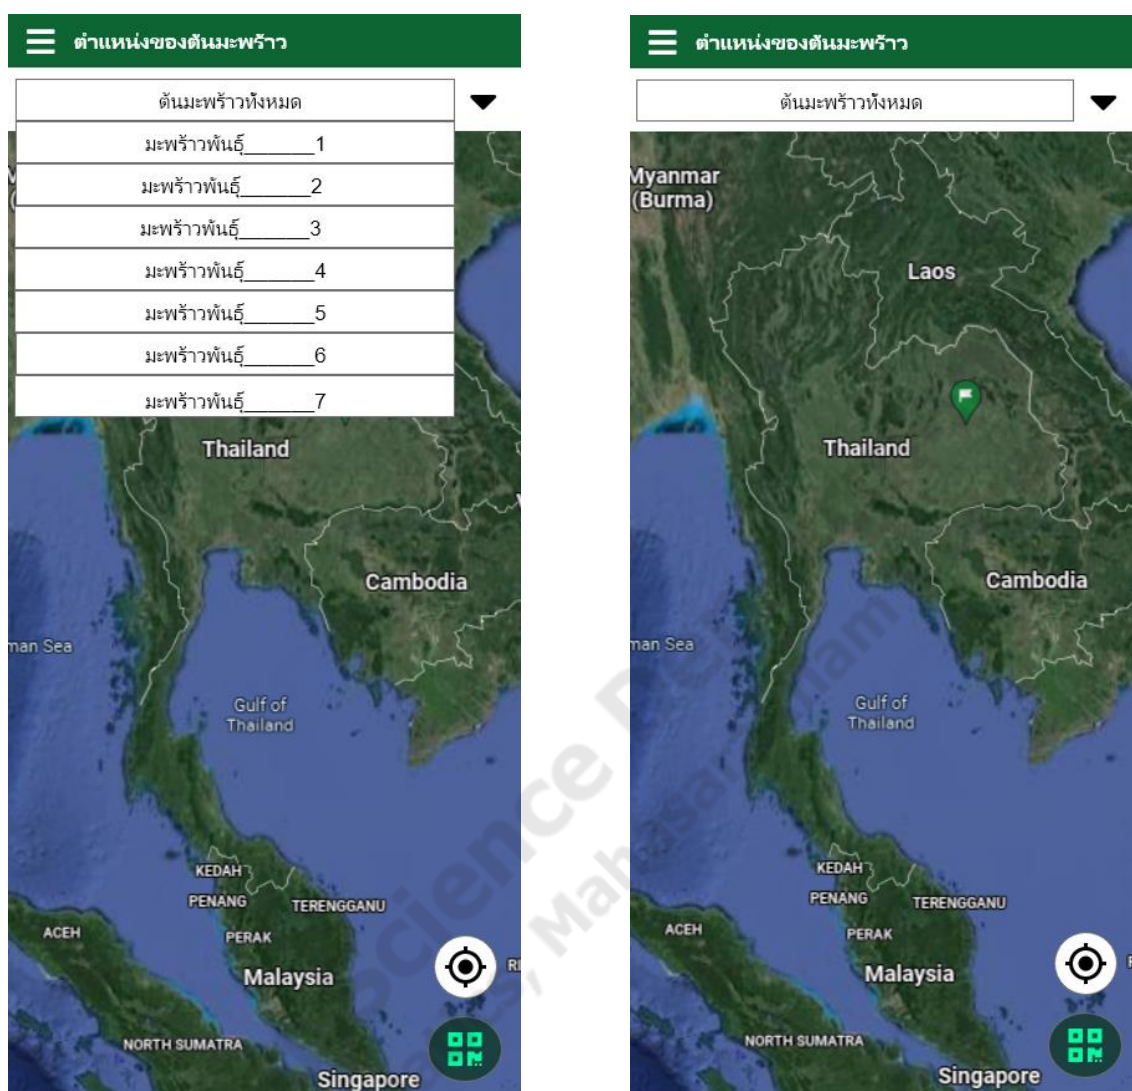 ตำแหน่งของต้นมะพร้าว
ต้นมะพร้าวทั้งหมด
มะพร้าวพันธุ์_______1
มะพร้าวพันธุ์_______2
มะพร้าวพันธุ์_______3
มะพร้าวพันธุ์_______4
มะพร้าวพันธุ์_______5
มะพร้าวพันธุ์_______6
มะพร้าวพันธุ์_______7
Thailand
Cambodia
man Sea
Gulf of
Thailand
KEDAH
PENANG
TERENGGANU
ACEH
PERAK
Malaysia
RI
NORTH SUMATRA
Singapore
ตำแหน่งของต้นมะพร้าว
ต้นมะพร้าวทั้งหมด
Myanmar
(Burma)
Laos
Thailand
Cambodia
man Sea
Gulf of
Thailand
KEDAH
PENANG
TERENGGANU
ACEH
PERAK
Malaysia
NORTH SUMATRA
Singapore